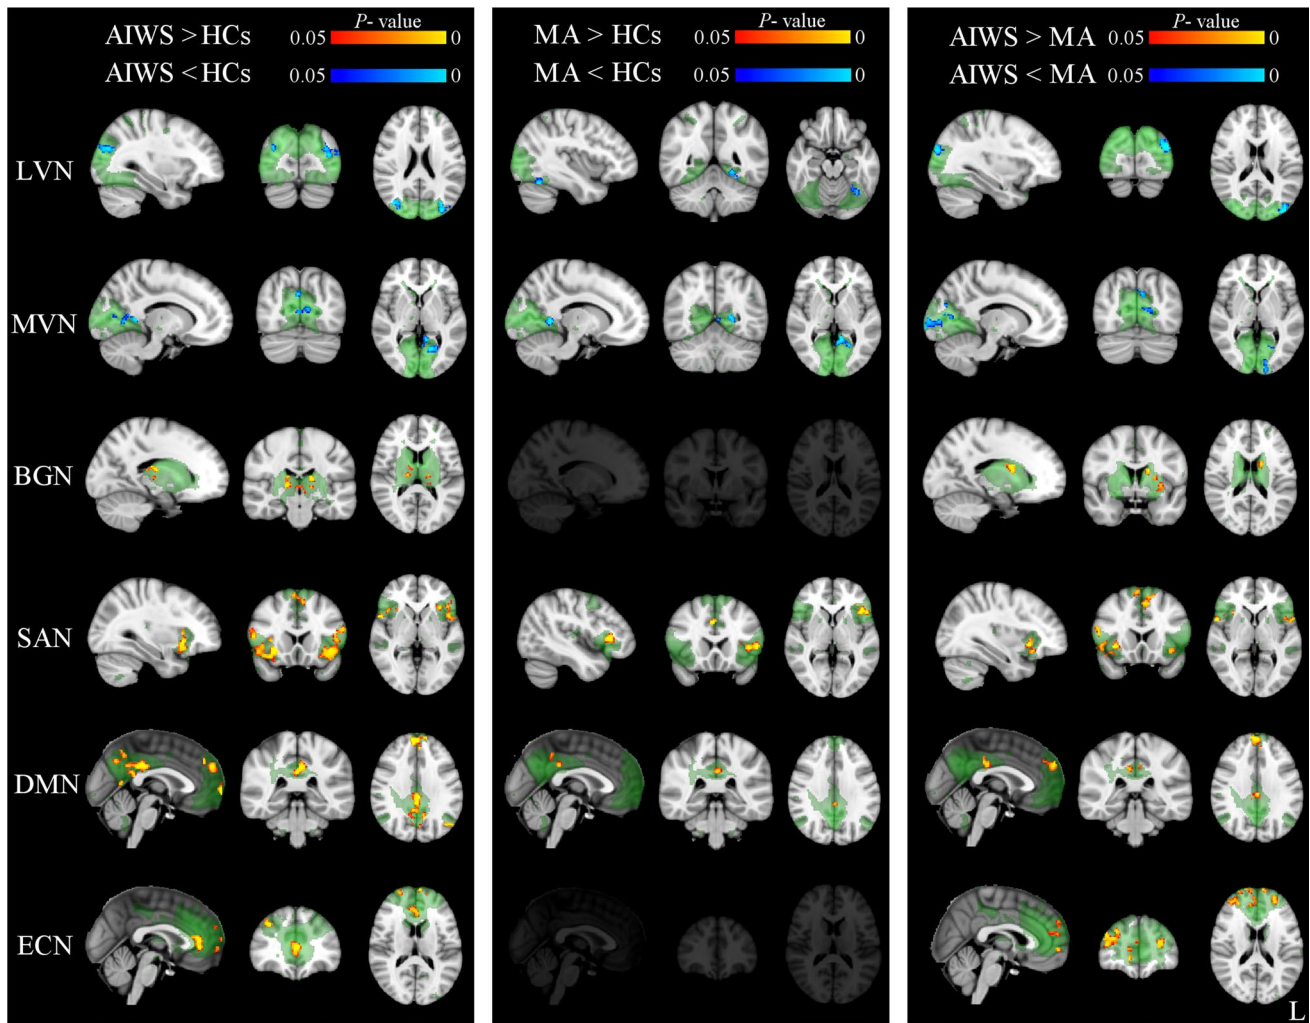 P- value
AIWS > HCs 0.05 0
AIWS < HCs 0.05 0
P- value
MA > HCs 0.05 0
MA < HCs 0.05 0
P- value
AIWS > MA 0.05 0
AIWS < MA 0.05 0
LVN
MVN
BGN
SAN
DMN
ECN
L